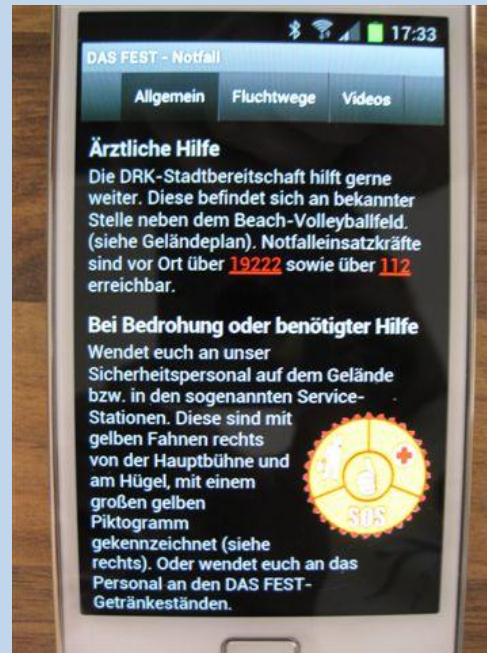 17:33
DAS FEST - Notfall
Allgemein Fluchtwege Videos
Ärztliche Hilfe
Die DRK-Stadtbereitschaft hilft gerne
weiter. Diese befindet sich an bekannter
Stelle neben dem Beach-Volleyballfeld.
(siehe Geländeplan). Notfalleinsatzkräfte
sind vor Ort über 19222 sowie über 112
erreichbar.
Bei Bedrohung oder benötigter Hilfe
Wendet euch an unser
Sicherheitspersonal auf dem Gelände
bzw. in den sogenannten Service-
Stationen. Diese sind mit
gelben Fahnen rechts
von der Hauptbühne und
am Hügel, mit einem
großen gelben
Piktogramm
gekennzeichnet (siehe
rechts). Oder wendet euch an das
Personal an den DAS FEST-
Getränkeständen.
SOS